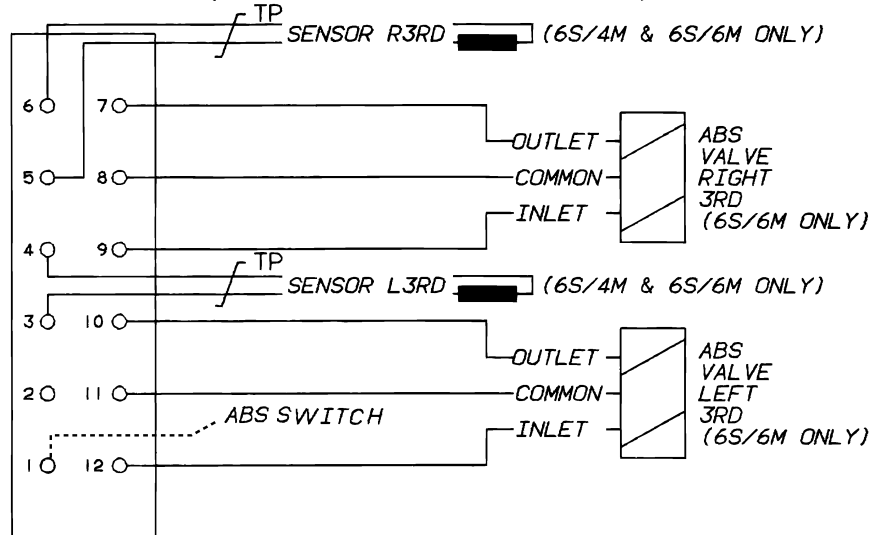 TP
SENSOR R3RD (6S/4M & 6S/6M ONLY)
6 7
OUTLET
ABS
VALVE
RIGHT
3RD
(6S/6M ONLY)
5 8
COMMON
INLET
4 9
TP
SENSOR L3RD (6S/4M & 6S/6M ONLY)
3 10
OUTLET
ABS
VALVE
LEFT
3RD
(6S/6M ONLY)
2 11
COMMON
ABS SWITCH
INLET
1 12